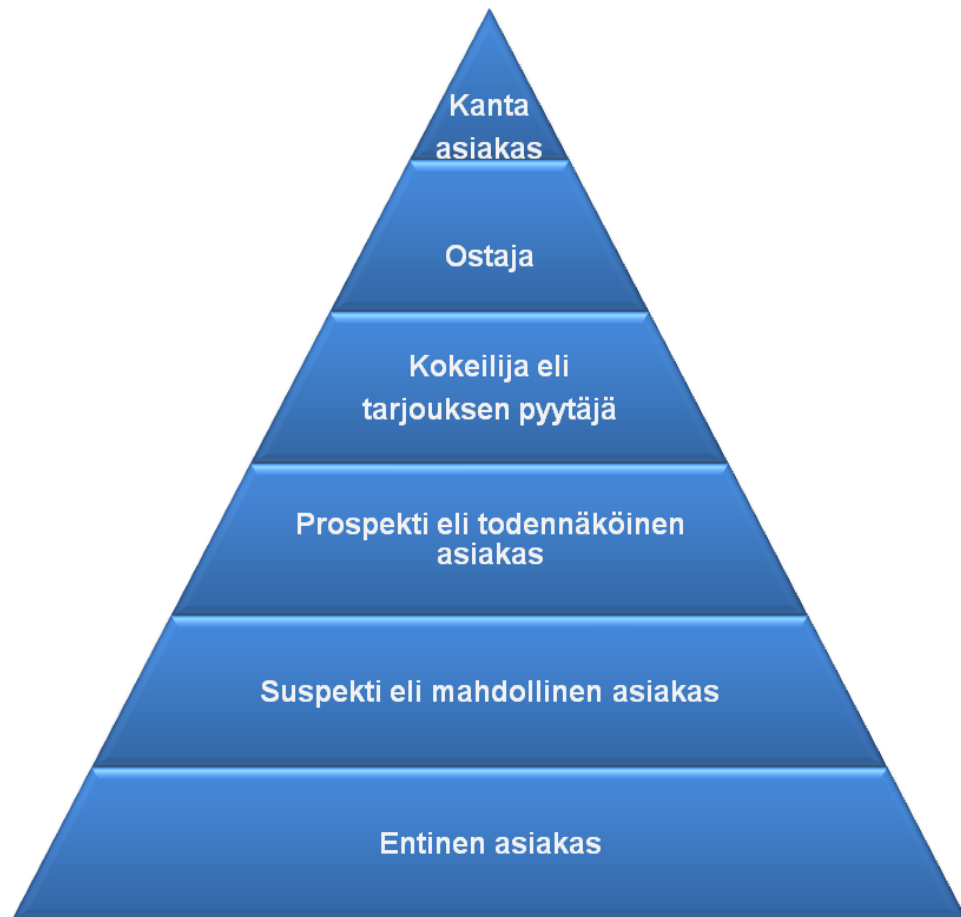 Kanta
asiakas
Ostaja
Kokeilija eli
tarjouksen pyytäjä
Prospekti eli todennäköinen
asiakas
Suspekti eli mahdollinen asiakas
Entinen asiakas